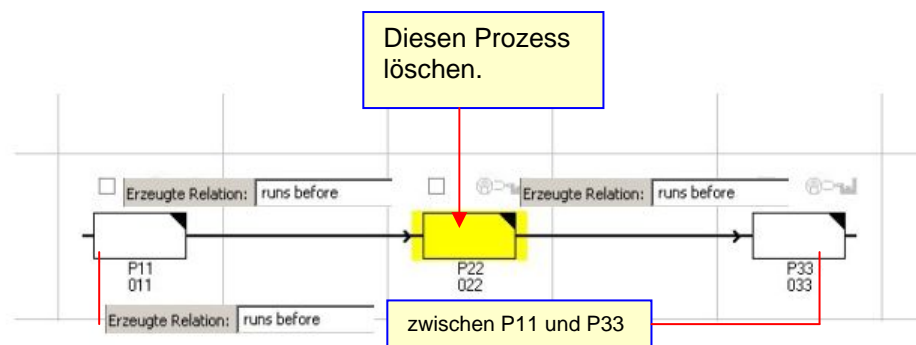 Diesen Prozess
löschen.
Erzeugte Relation: runs before
Erzeugte Relation: runs before
P11
011
P22
022
P33
033
Erzeugte Relation: runs before
zwischen P11 und P33